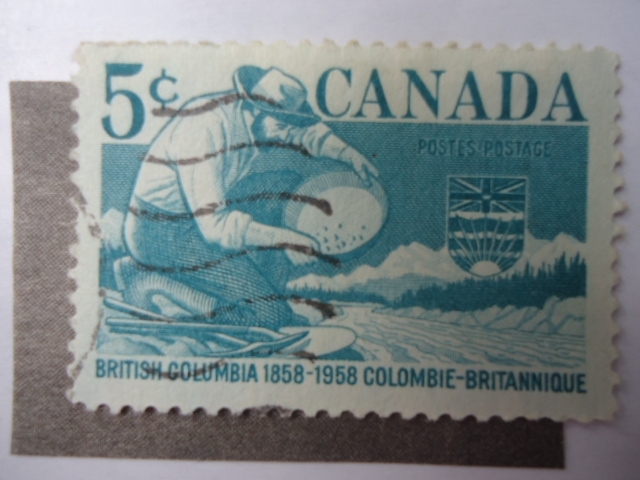 5¢ CANADA
POSTES POSTAGE
BRITISH COLUMBIA 1858-1958 COLOMBIE-BRITANNIQUE